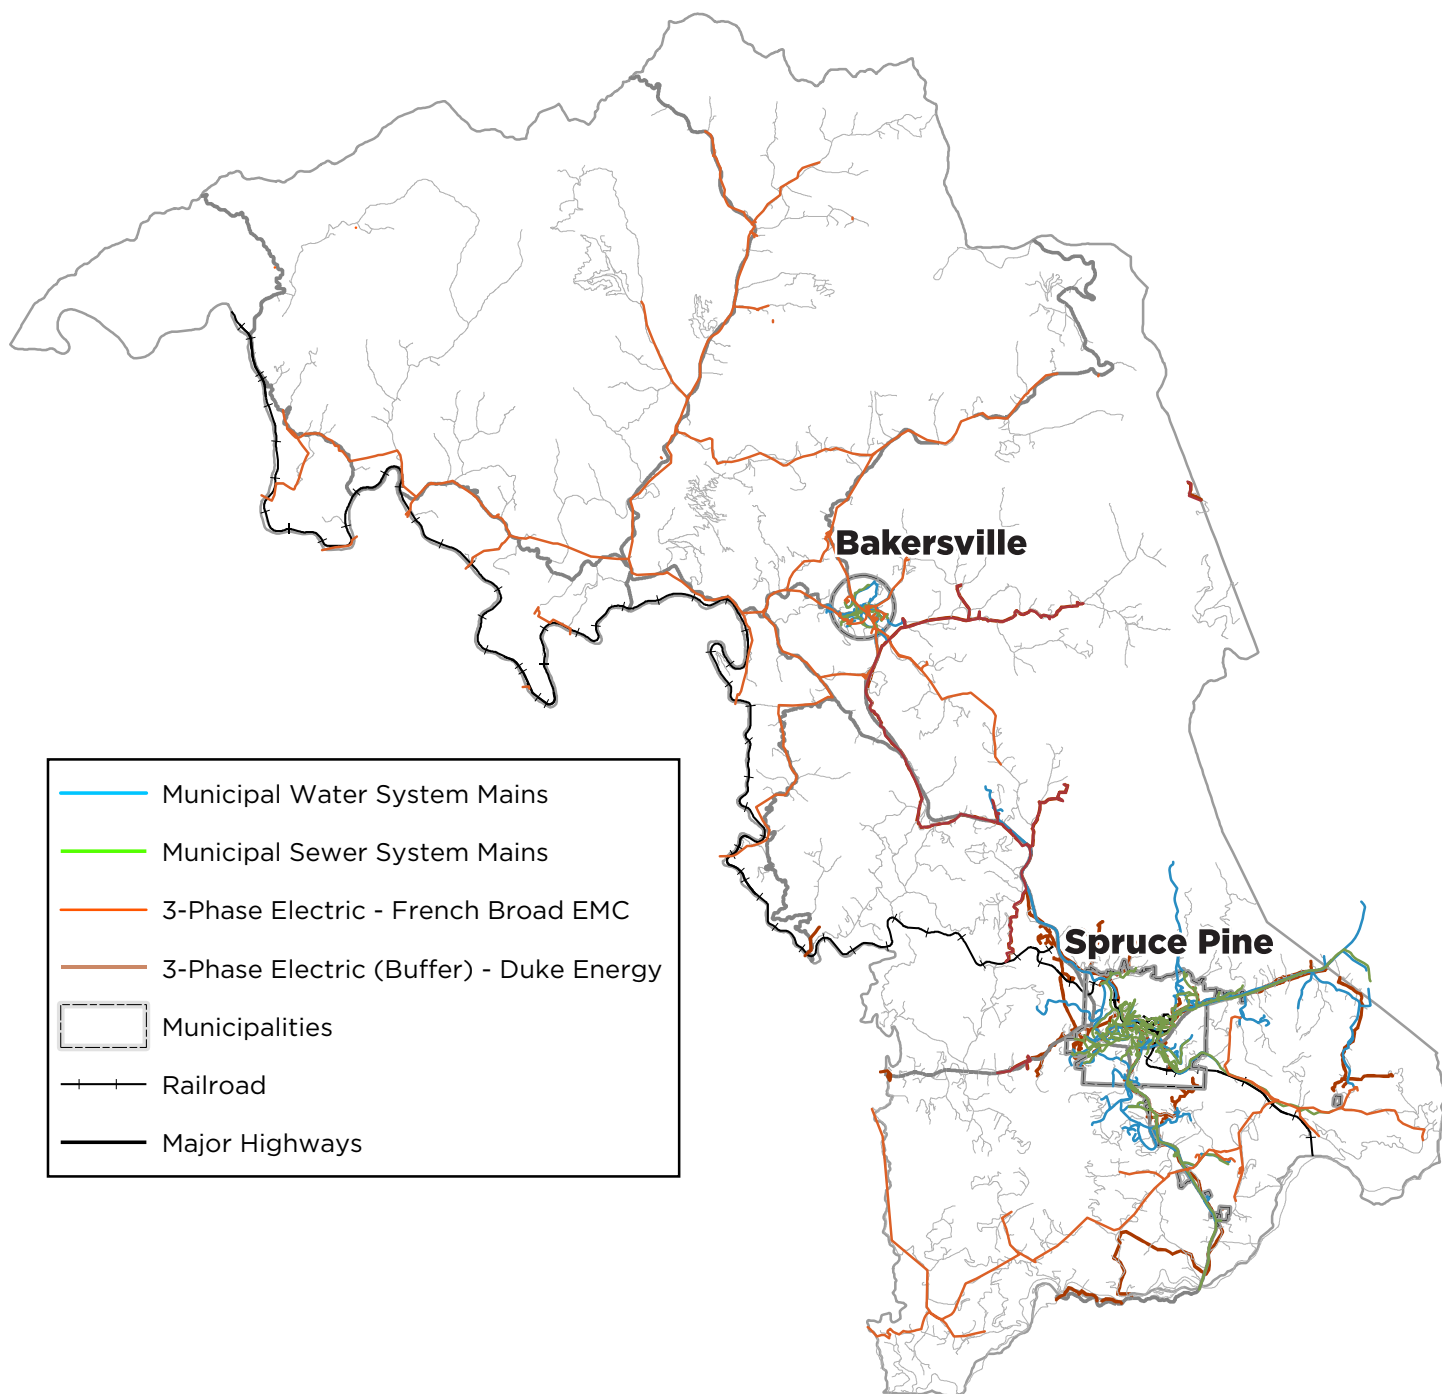 Bakersville
Municipal Water System Mains
Municipal Sewer System Mains
3-Phase Electric - French Broad EMC
Spruce Pine
3-Phase Electric (Buffer) - Duke Energy
Municipalities
Railroad
Major Highways